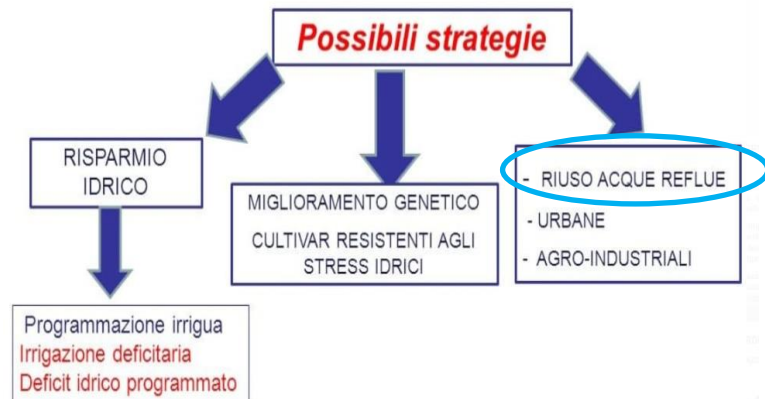 Possibili strategie
RISPARMIO
IDRICO
Programmazione irrigua
Irrigazione deficitaria
Deficit idrico programmato
MIGLIORAMENTO GENETICO
CULTIVAR RESISTENTI AGLI
STRESS IDRICI
- RIUSO ACQUE REFLUE
- URBANE
- AGRO-INDUSTRIALI